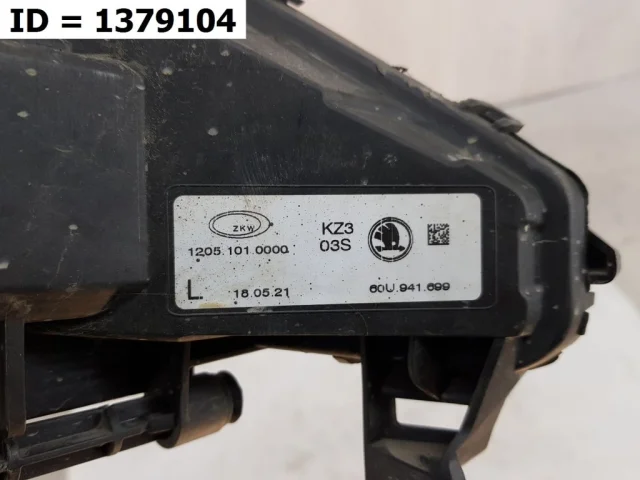 ID = 1379104
ZKW
KZ3
1205.101.0000
03S
L
18.05.21
60U.941.699